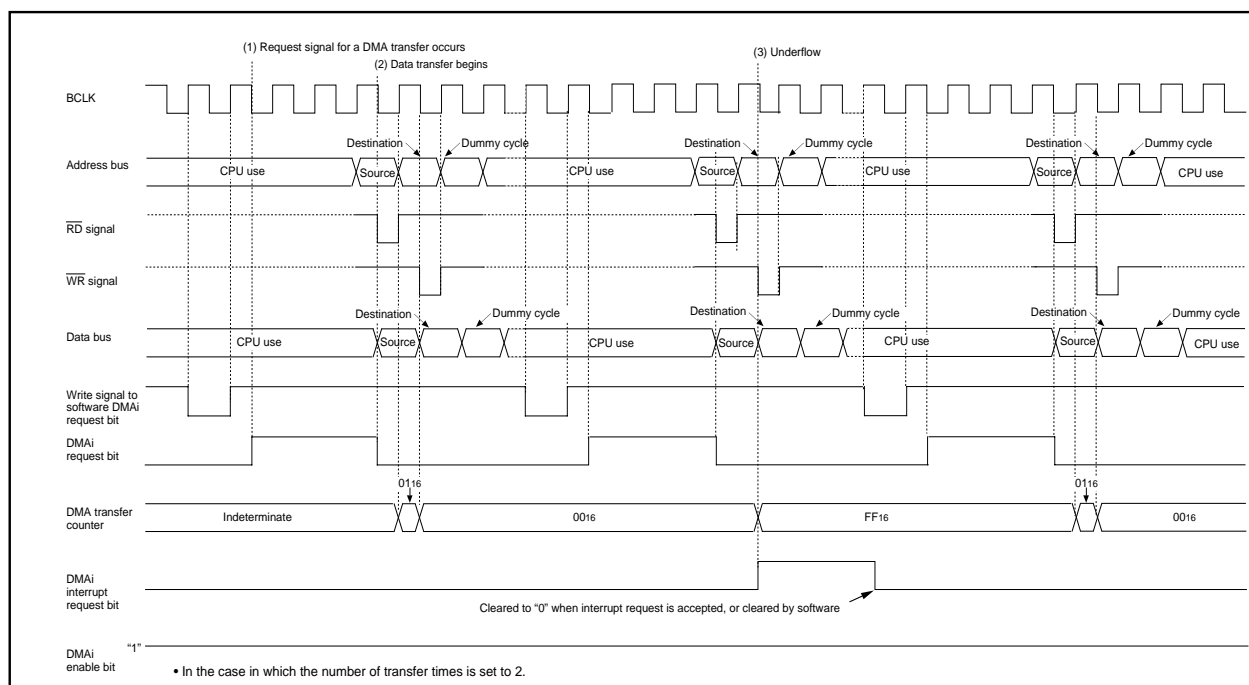 (1) Request signal for a DMA transfer occurs
(2) Data transfer begins
(3) Underflow
BCLK
Destination
Dummy cycle
Destination
Dummy cycle
Destination
Dummy cycle
Address bus
CPU use
Source
CPU use
Source
CPU use
Source
CPU use
RD signal
WR signal
Destination
Dummy cycle
Destination
Dummy cycle
Destination
Dummy cycle
Data bus
CPU use
Source
CPU use
Source
CPU use
Source
CPU use
Write signal to
software DMAi
request bit
DMAi
request bit
0116
0116
DMA transfer
counter
Indeterminate
0016
FF16
0016
DMAi
interrupt
request bit
Cleared to “0” when interrupt request is accepted, or cleared by software
“1”
DMAi
enable bit
• In the case in which the number of transfer times is set to 2.